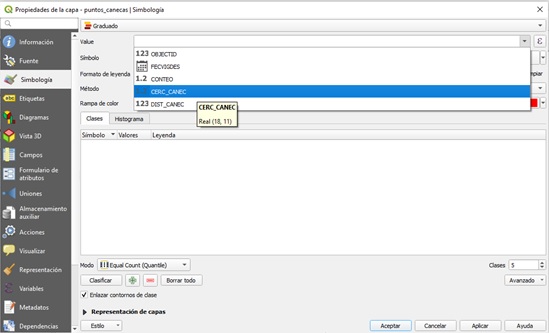 Propiedades de la capa - puntos_canecas | Simbología
Graduado
Información
Fuente
Simbología
Etiquetas
Diagramas
Vista 3D
Campos
Formulario de atributos
Uniones
Almacenamiento auxiliar
Acciones
Visualizar
Representación
Variables
Metadatos
Dependencias
Value
ε
Símbolo
Formato de leyenda
Método
Rampa de color
123 OBJECTID
FECVIGDES
1.2 CONTEO
CERC_CANEC
123 DIST_CANEC
CERC_CANEC
Real (18, 11)
piar
Clases
Histograma
Símbolo
Valores
Leyenda
Modo
Equal Count (Quantile)
Clases
5
Clasificar
Borrar todo
Avanzado
Enlazar contornos de clase
Representación de capas
Estilo
Aceptar
Cancelar
Aplicar
Ayuda